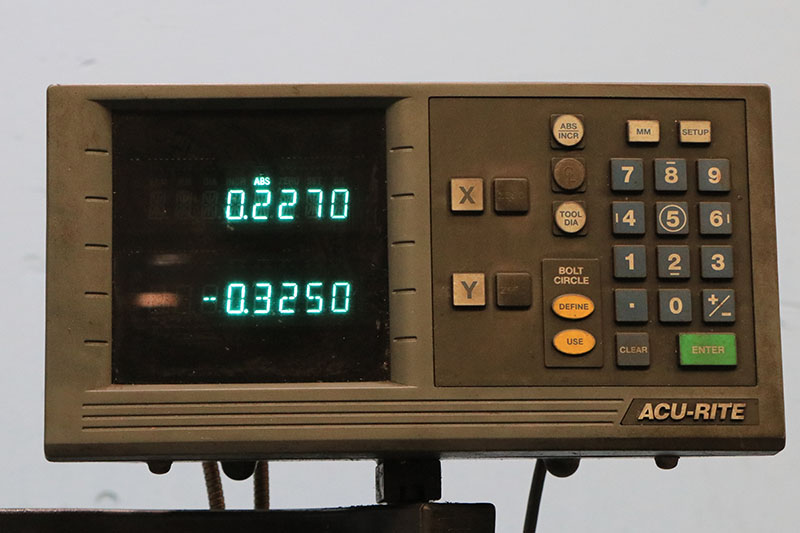 ABS
0.2270
-0.3250
ABS
INCR
MM
SETUP
X
TOOL
DIA
7 8 9
4 5 6
1 2 3
. 0 +/-
Y
BOLT
CIRCLE
DEFINE
USE
CLEAR
ENTER
ACU-RITE